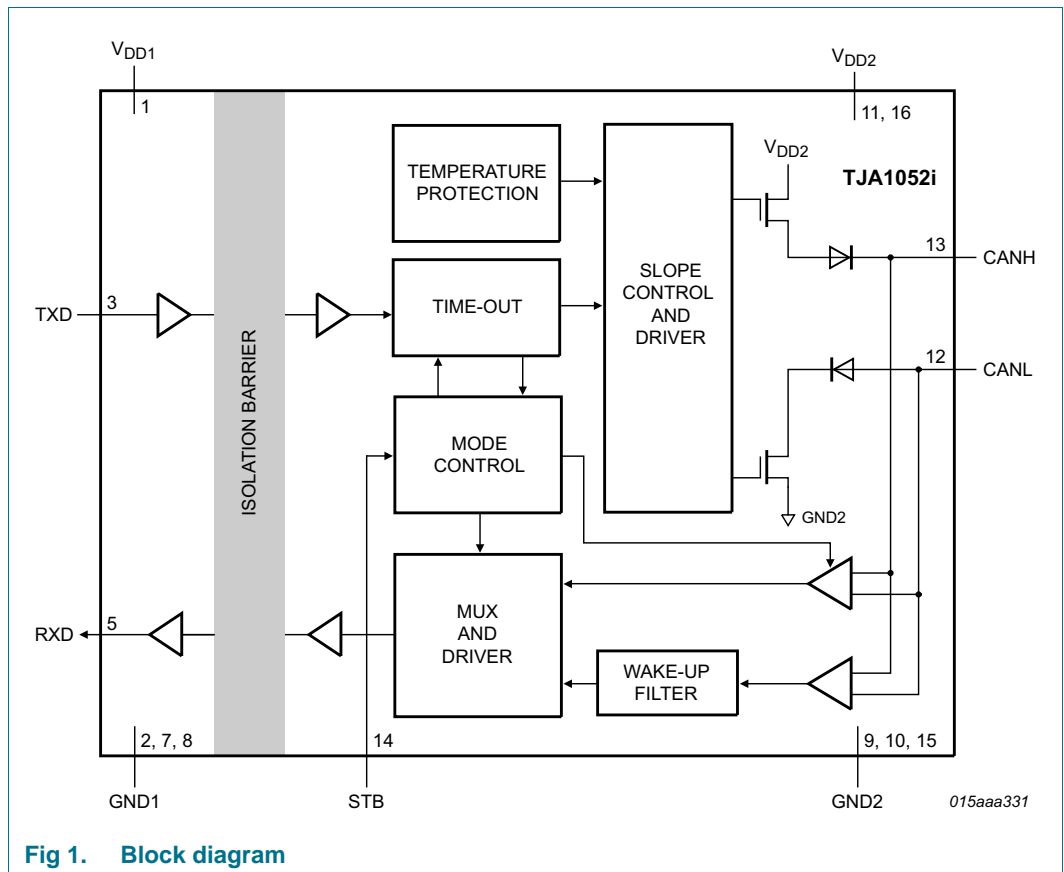 VDD1
VDD2
1
11, 16
TEMPERATURE
PROTECTION
VDD2
TJA1052i
SLOPE
CONTROL
AND
DRIVER
13
CANH
TXD
3
TIME-OUT
12
CANL
ISOLATION BARRIER
MODE
CONTROL
GND2
RXD
5
MUX
AND
DRIVER
WAKE-UP
FILTER
2, 7, 8
14
9, 10, 15
GND1
STB
GND2
015aaa331
Fig 1. Block diagram